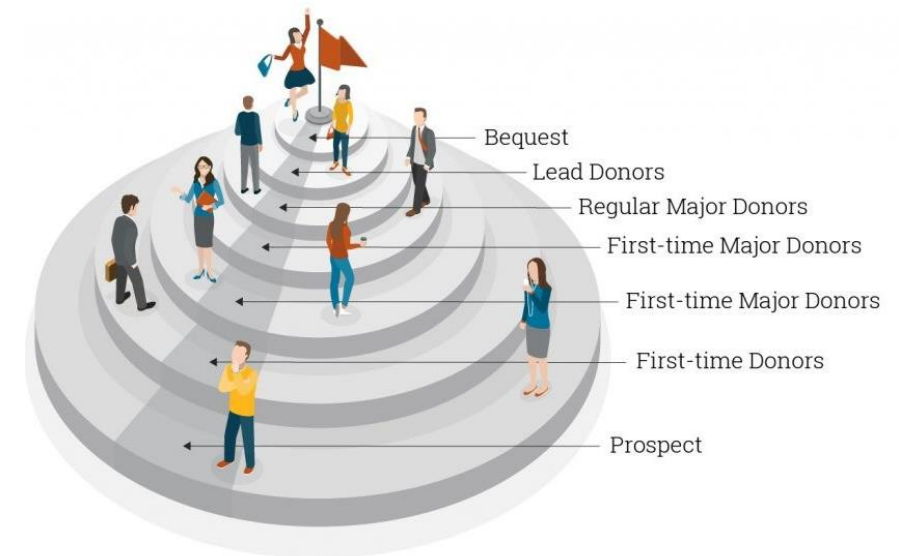 Bequest
Lead Donors
Regular Major Donors
First-time Major Donors
First-time Major Donors
First-time Donors
Prospect